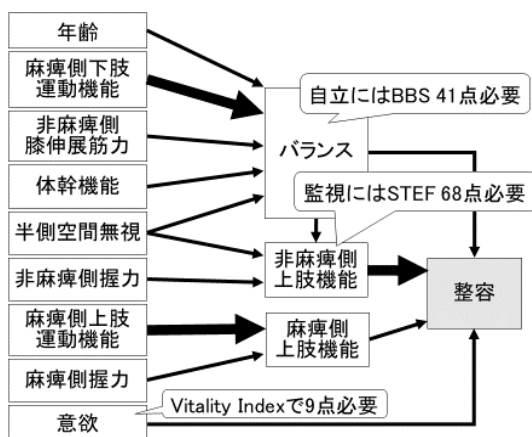 年齢
麻痺側下肢
運動機能
非麻痺側
膝伸展筋力
体幹機能
半側空間無視
非麻痺側握力
麻痺側上肢
運動機能
麻痺側握力
意欲
自立にはBBS 41点必要
バランス
監視にはSTEF 68点必要
非麻痺側
上肢機能
麻痺側
上肢機能
整容
Vitality Indexで9点必要